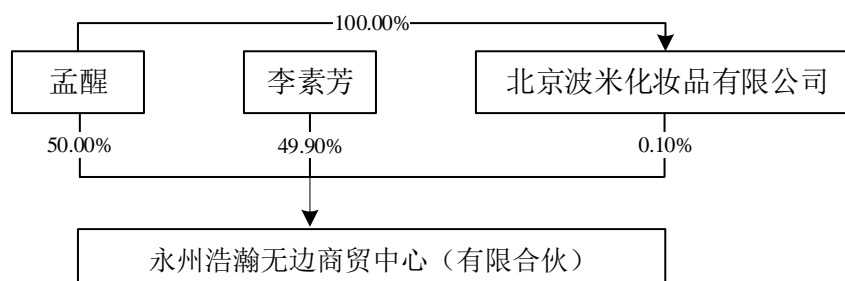 100.00%
孟醒
李素芳
北京波米化妆品有限公司
50.00%
49.90%
0.10%
永州浩瀚无边商贸中心（有限合伙）